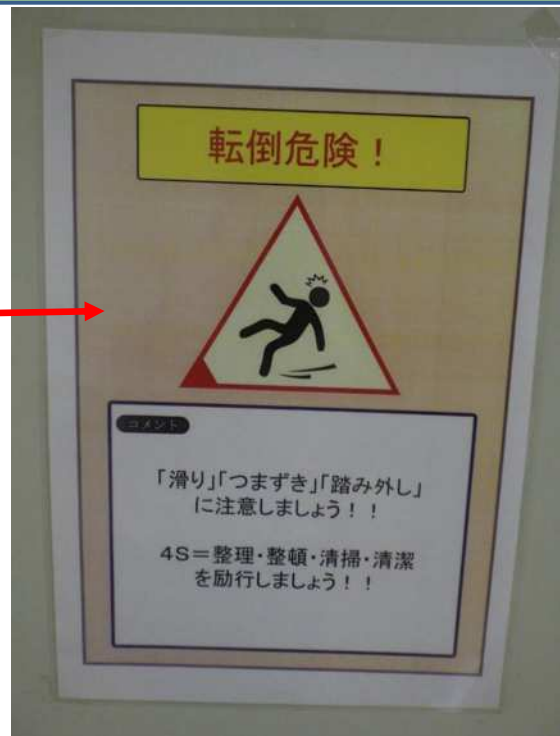 転倒危険！
コメント
「滑り」「つまずき」「踏み外し」
に注意しましょう！！
4S＝整理・整頓・清掃・清潔
を励行しましょう！！